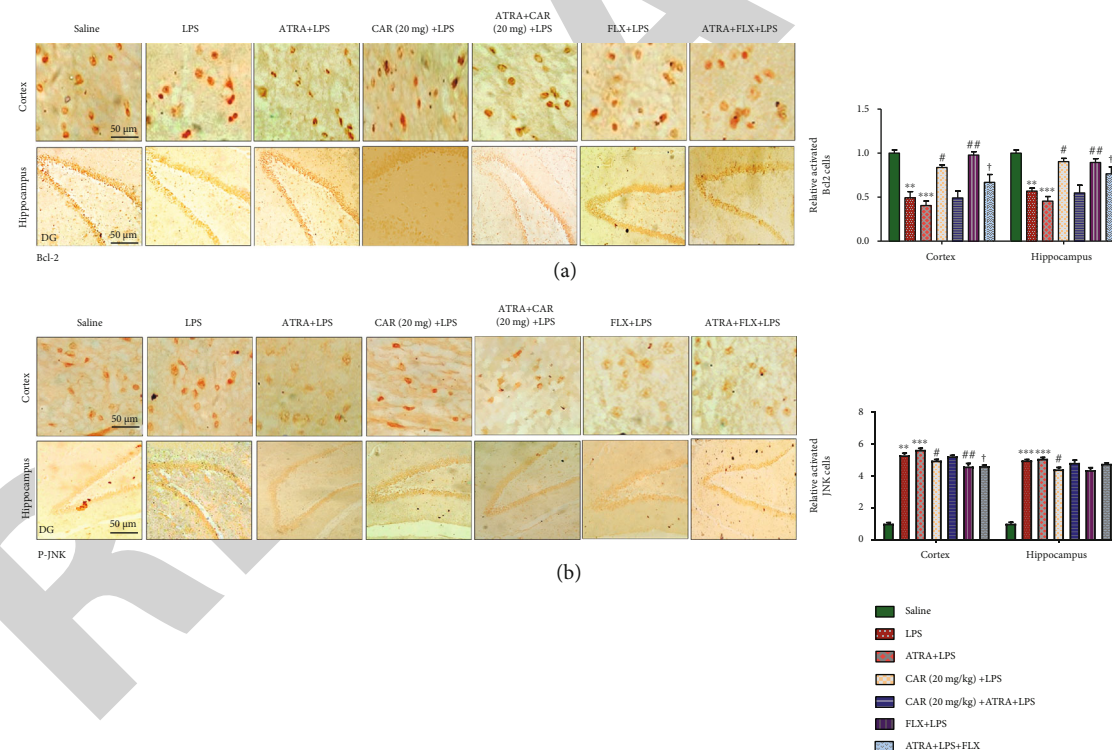 Saline
LPS
ATRA+LPS
CAR (20 mg) +LPS
ATRA+CAR
(20 mg) +LPS
FLX+LPS
ATRA+FLX+LPS
Cortex
50 µm
Hippocampus
DG
50 µm
Bcl-2
Relative activated
Bcl2 cells
1.5
1.0
0.5
0.0
**
***
#
##
†
**
***
#
##
†
Cortex
Hippocampus
(a)
Saline
LPS
ATRA+LPS
CAR (20 mg) +LPS
ATRA+CAR
(20 mg) +LPS
FLX+LPS
ATRA+FLX+LPS
Cortex
50 µm
Hippocampus
DG
50 µm
P-JNK
Relative activated
JNK cells
8
6
4
2
0
**
***
#
##
†
***
***
#
Cortex
Hippocampus
(b)
Saline
LPS
ATRA+LPS
CAR (20 mg/kg) +LPS
CAR (20 mg/kg) +ATRA+LPS
FLX+LPS
ATRA+LPS+FLX